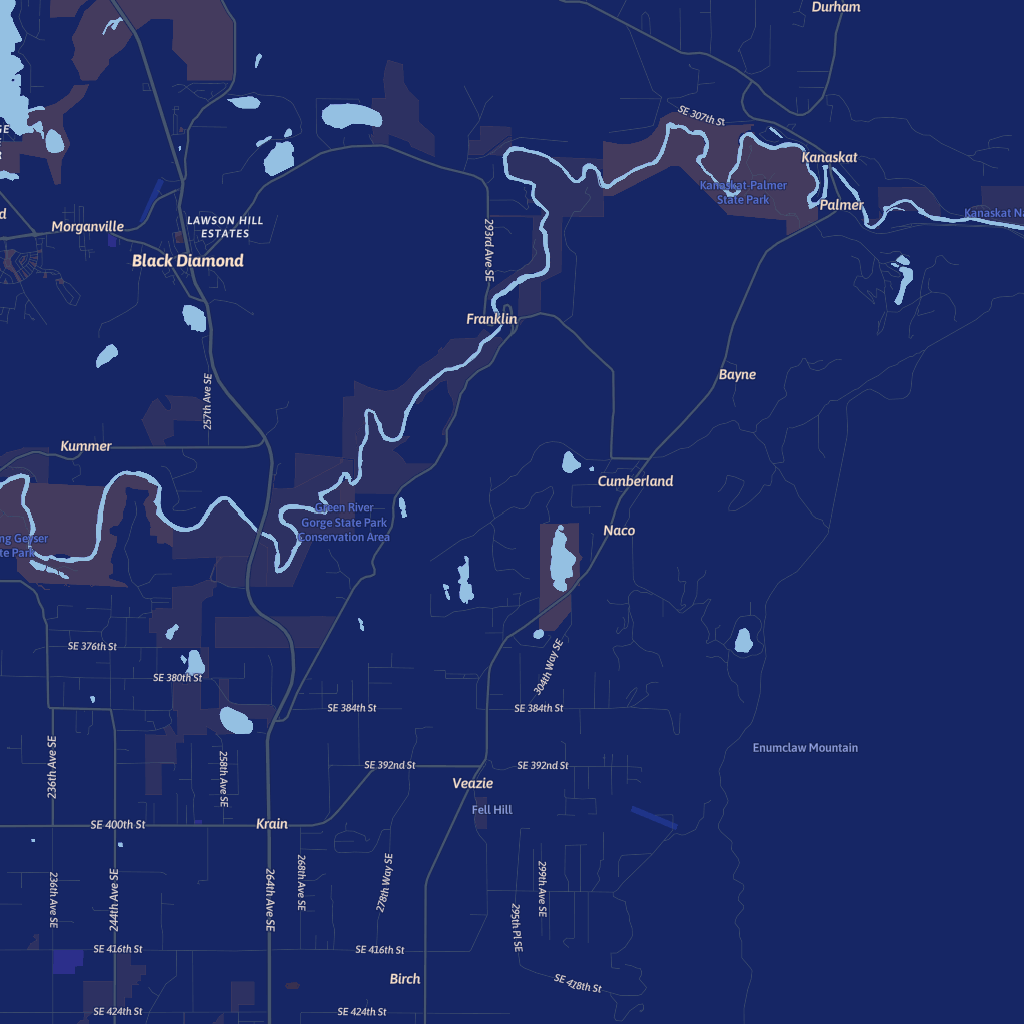 Durham
SE 307th St
Kanaskat
Kanaskat-Palmer
State Park
Palmer
Kanaskat Na
GE
E
R
d
Morganville
LAWSON HILL
ESTATES
Black Diamond
293rd Ave SE
Franklin
Bayne
257th Ave SE
Kummer
Cumberland
Green River
Gorge State Park
Conservation Area
Naco
ng Geyser
te Park
SE 376th St
SE 380th St
304th Way SE
SE 384th St
SE 384th St
Enumclaw Mountain
236th Ave SE
258th Ave SE
SE 392nd St
SE 392nd St
Veazie
Fell Hill
SE 400th St
Krain
236th Ave SE
244th Ave SE
264th Ave SE
268th Ave SE
278th Way SE
299th Ave SE
295th Pl SE
SE 416th St
SE 416th St
Birch
SE 424th St
SE 424th St